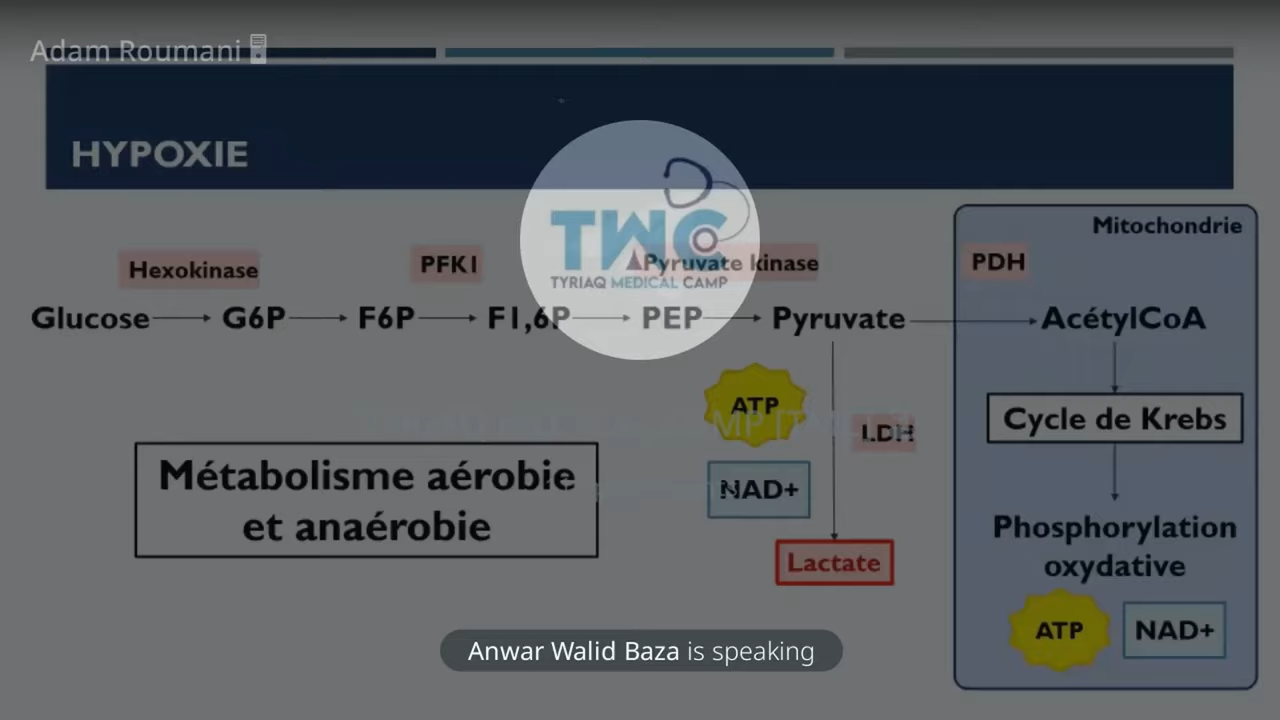 Adam Roumani
HYPOXIE
TWC
TYRIAQ MEDICAL CAMP
Mitochondrie
Hexokinase
PFK1
Pyruvate kinase
PDH
Glucose
G6P
F6P
F1,6P
PEP
Pyruvate
AcétylCoA
ATP
LDH
Cycle de Krebs
Métabolisme aérobie
et anaérobie
NAD+
Lactate
Phosphorylation
oxydative
ATP
NAD+
Anwar Walid Baza is speaking